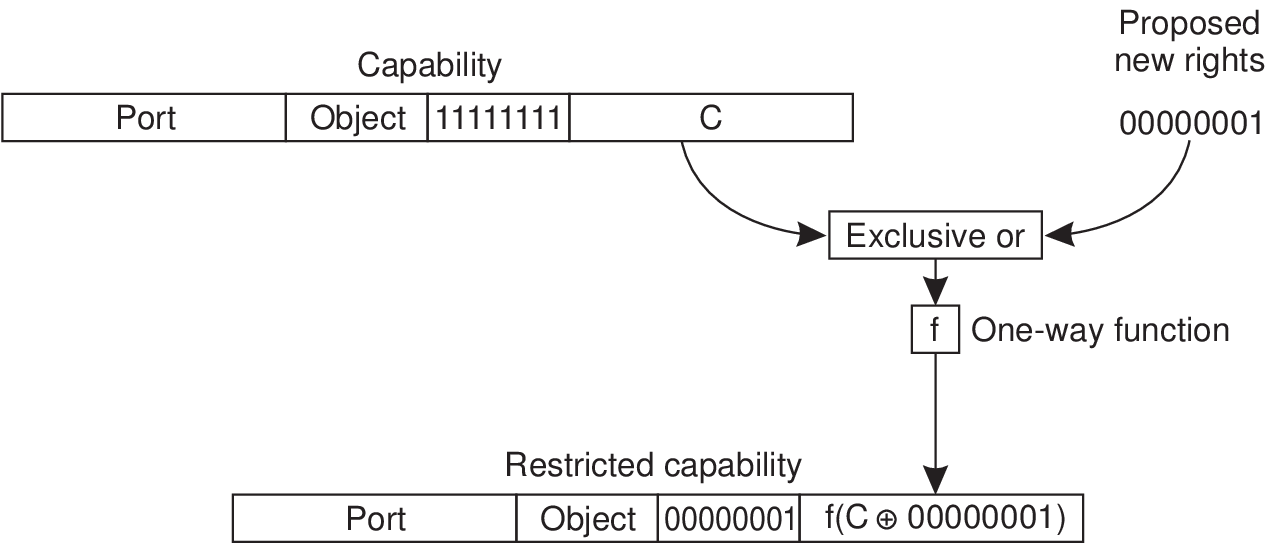 Proposed
new rights
Capability
Port Object 11111111 C
00000001
Exclusive or
f One-way function
Restricted capability
Port Object 00000001 f(C ⊕ 00000001)